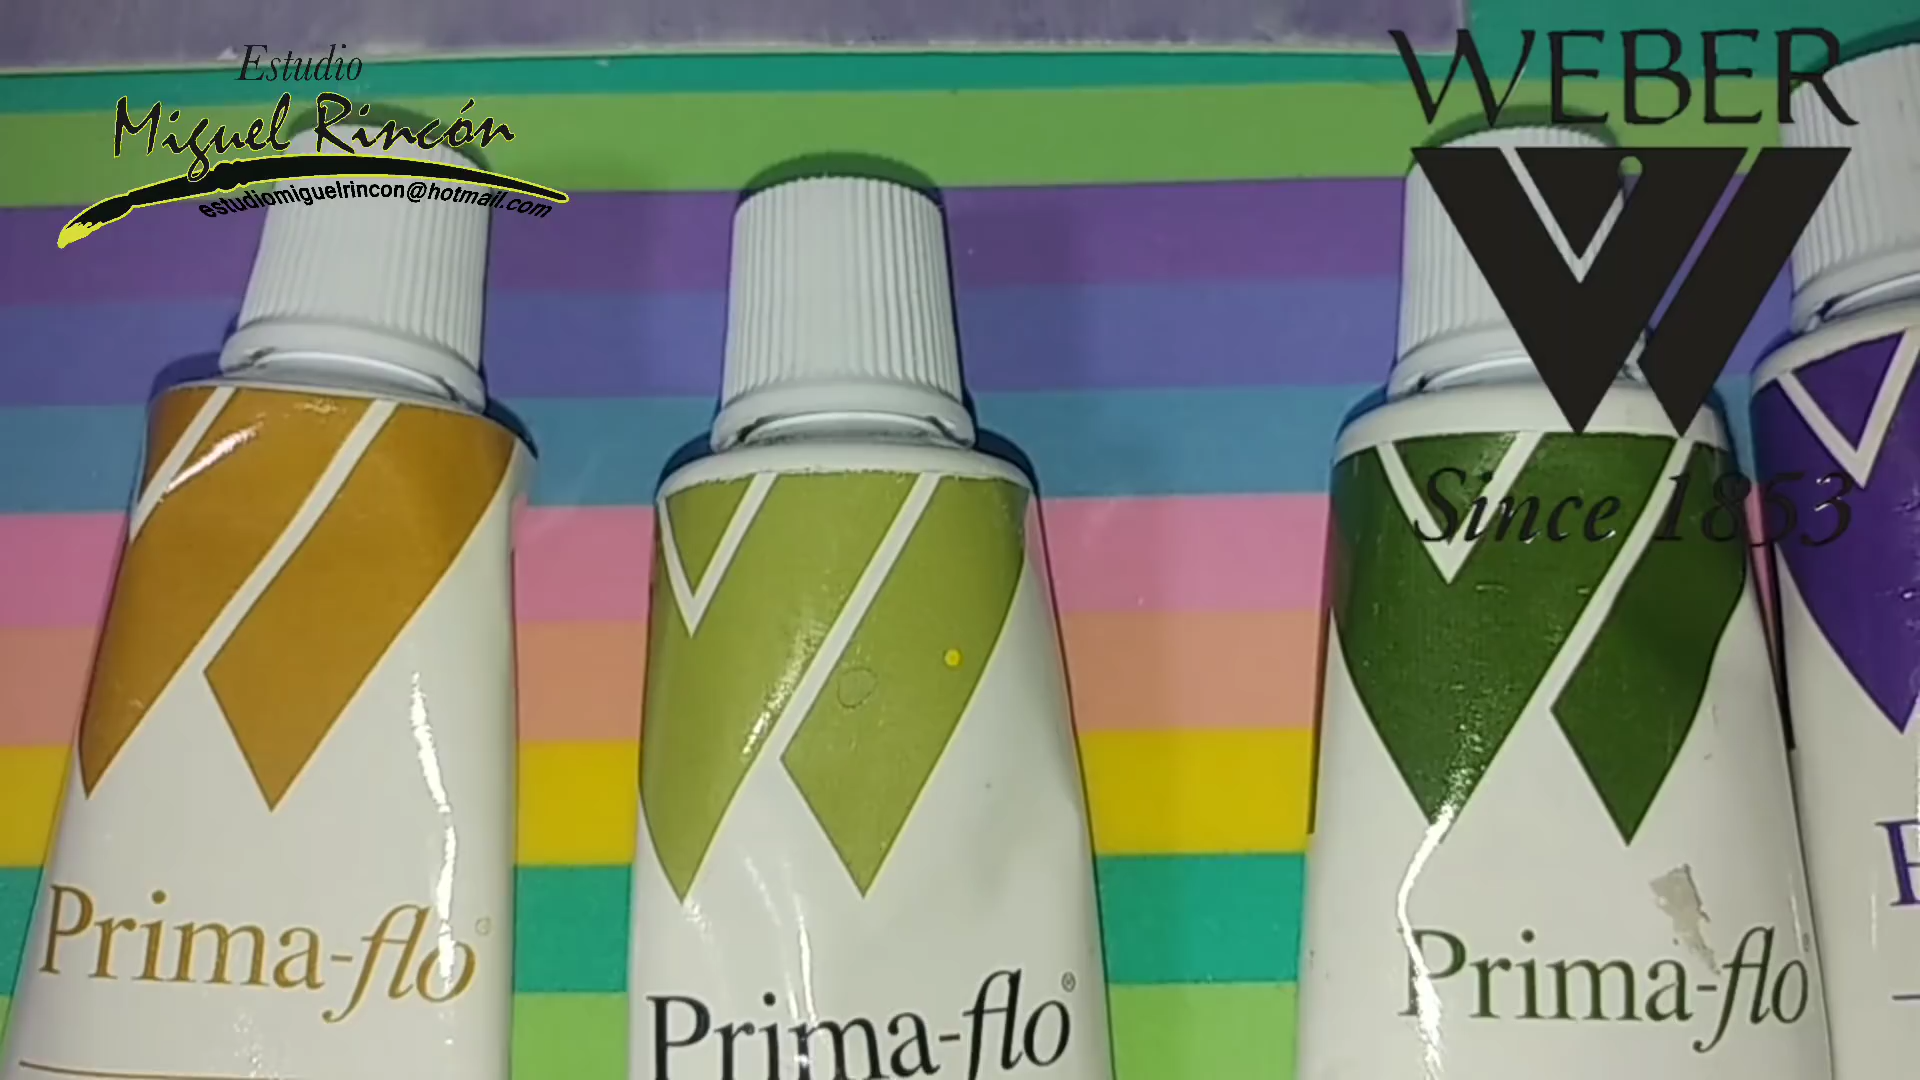 Estudio
Miguel Rincón
estudiomiguelrincon@hotmail.com
WEBER
Since 1853
Prima-flo
Prima-flo®
Prima-flo